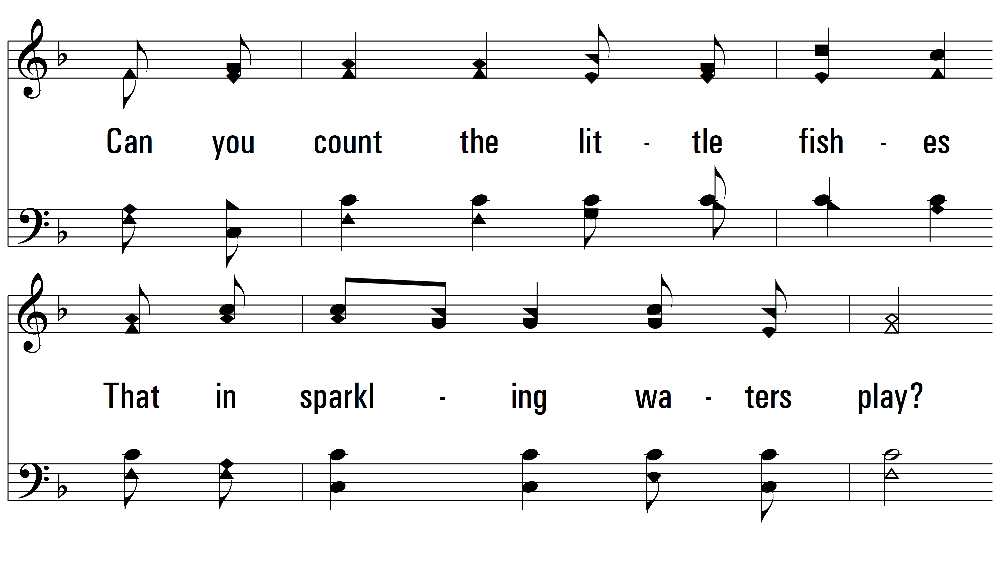 Can you count the lit - tle fish - es
That in sparkl - ing wa - ters play?